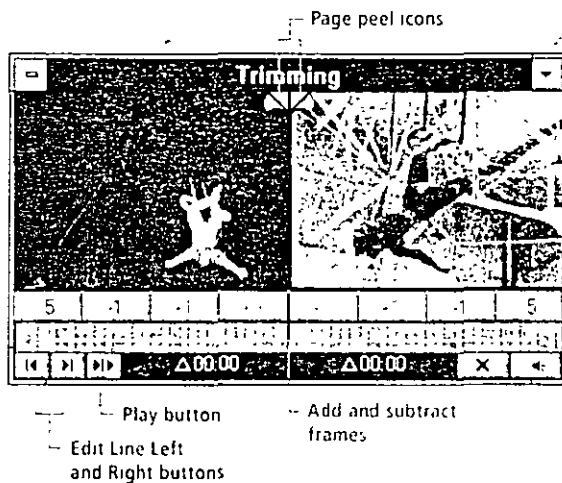 Page peel icons
Trimming
5 -1 -1 -1 5
Δ00:00 Δ00:00
Play button
Add and subtract
frames
Edit Line Left
and Right buttons